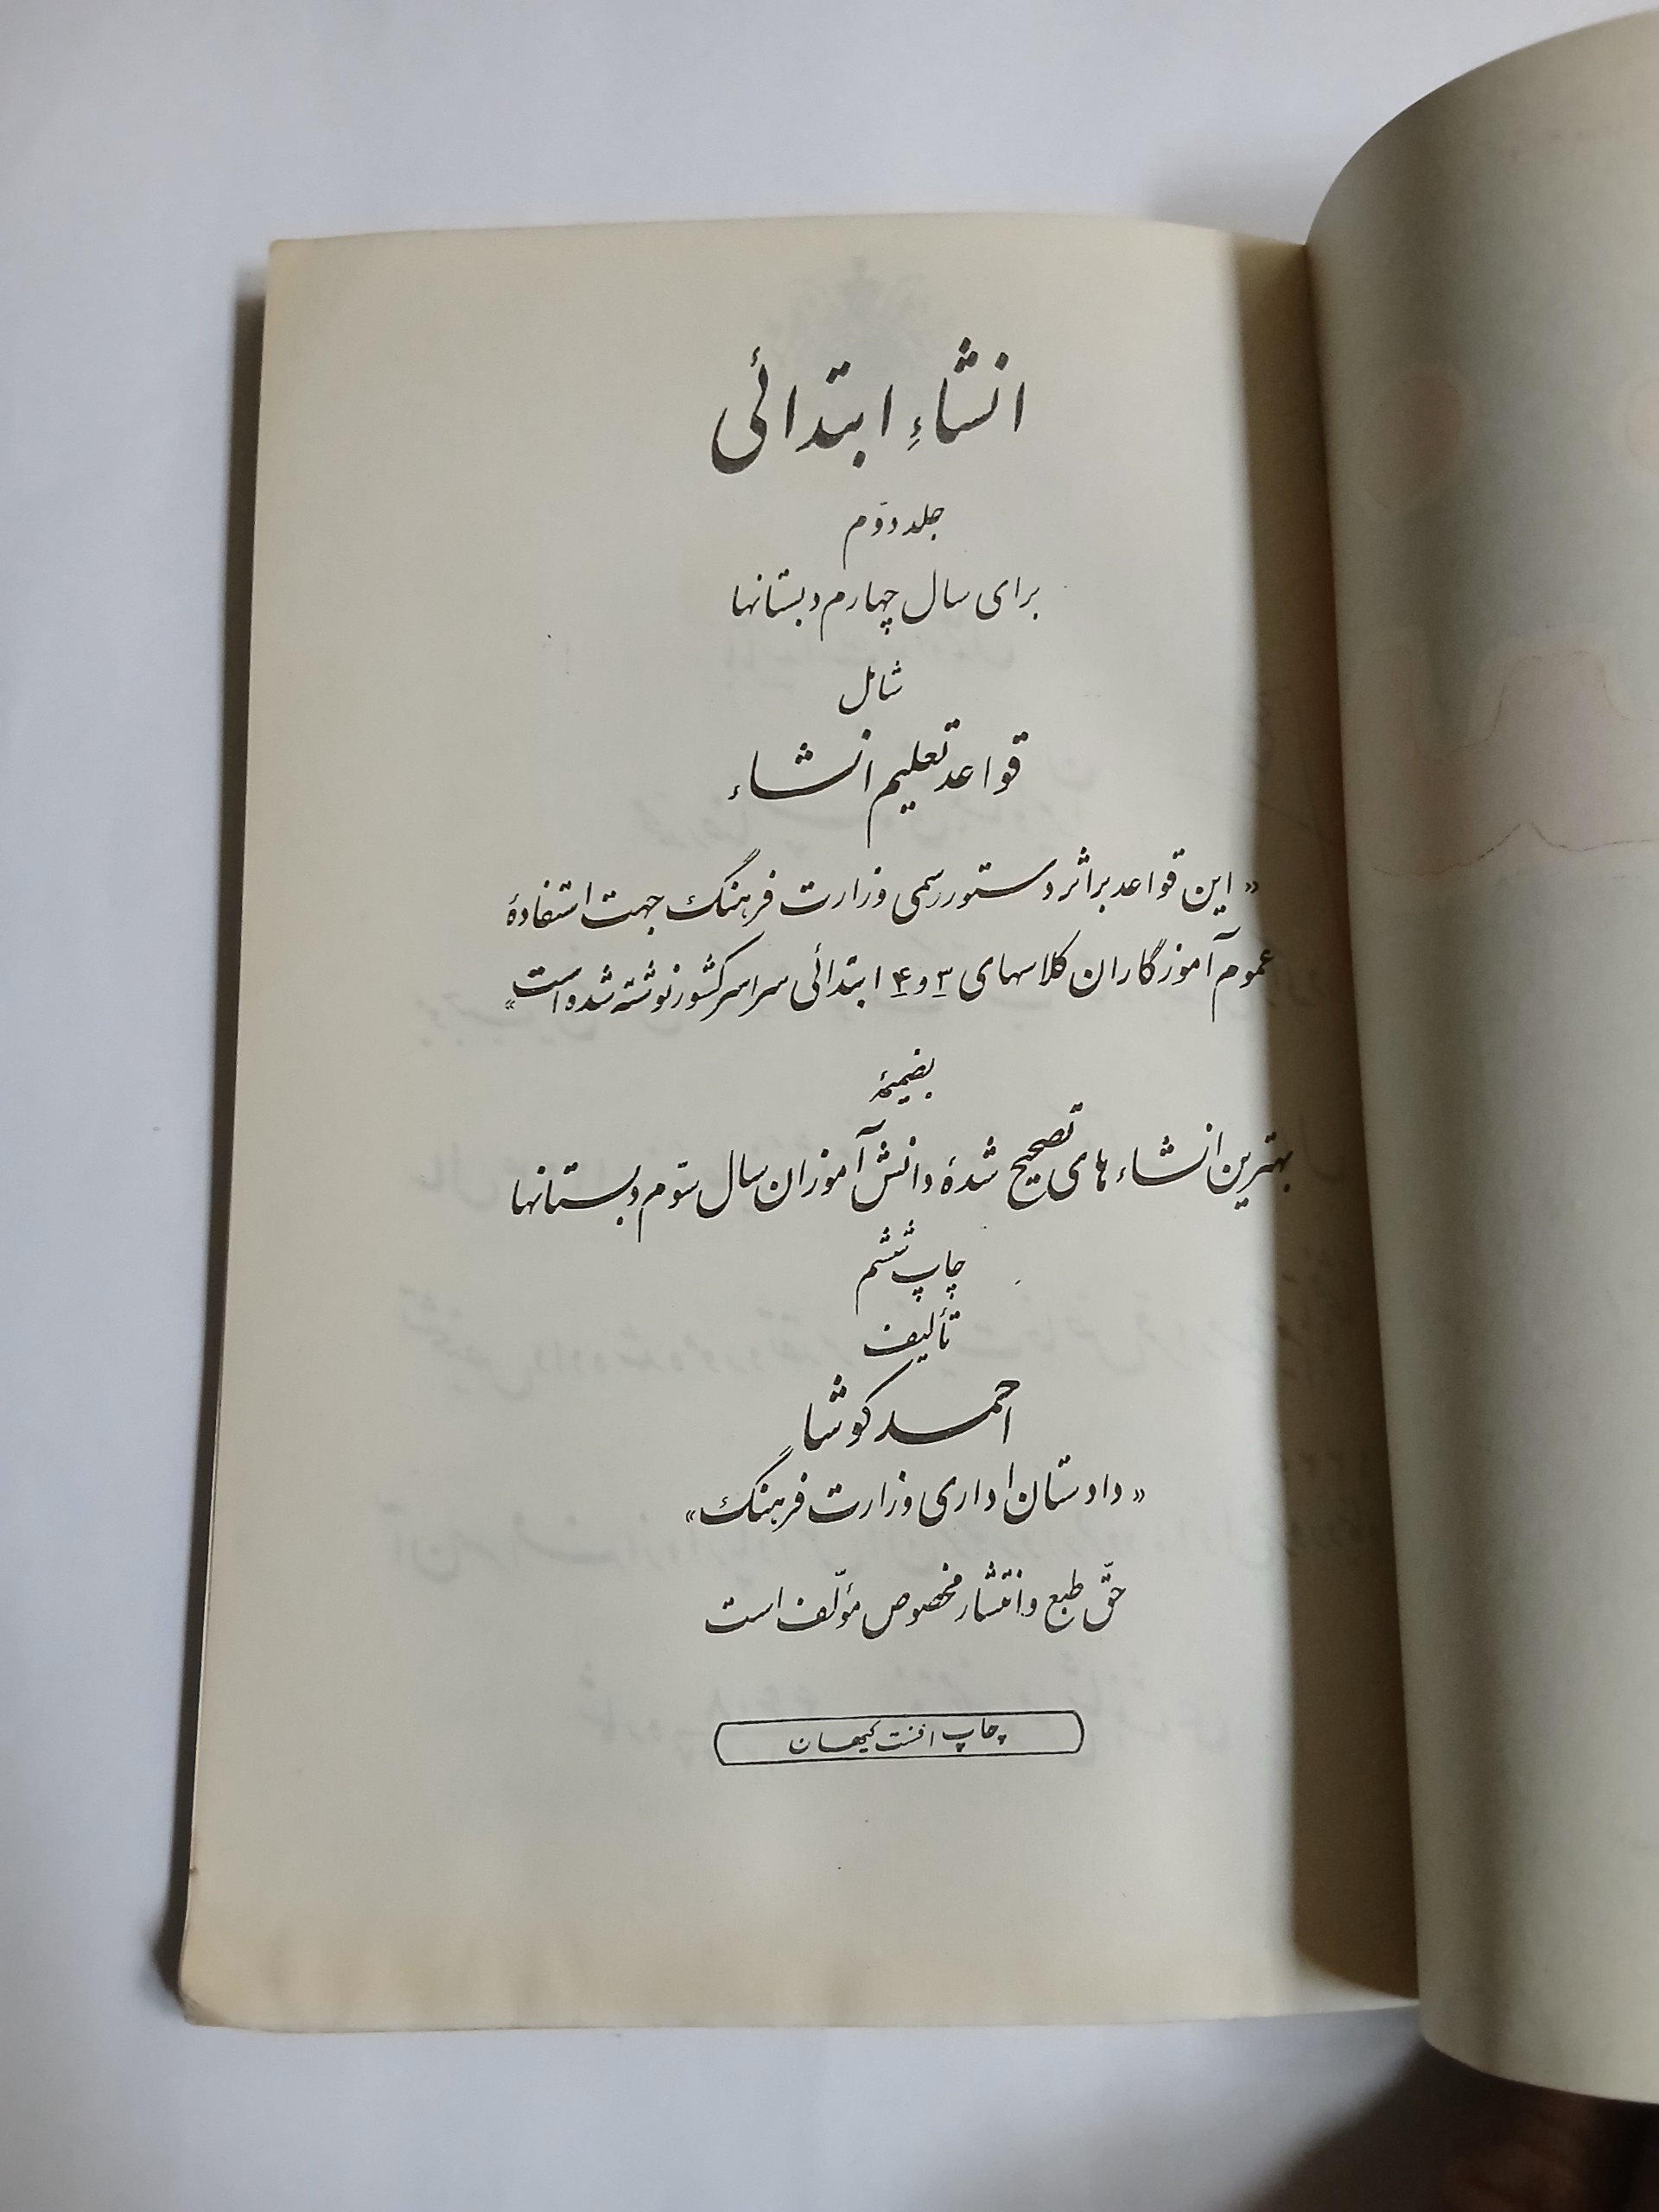 انشاءِ ابتدائی
جلد دوّم
برای سال چهارم دبستانها
شامل
قواعد تعلیم انشاء
«این قواعد بر اثر دستور رسمی وزارت فرهنگ جهت استفادهٔ
عموم آموزگاران کلاسهای ۳ و ۴ ابتدائی سراسر کشور نوشته شده است»
بضمیمهٔ
بهترین انشاءهای تصحیح شدهٔ دانش آموزان سال سوّم دبستانها
چاپ ششم
تألیف
احمد کوشا
«دادستان اداری وزارت فرهنگ»
حقّ طبع و انتشار مخصوص مؤلّف است
چاپ افست کیهان